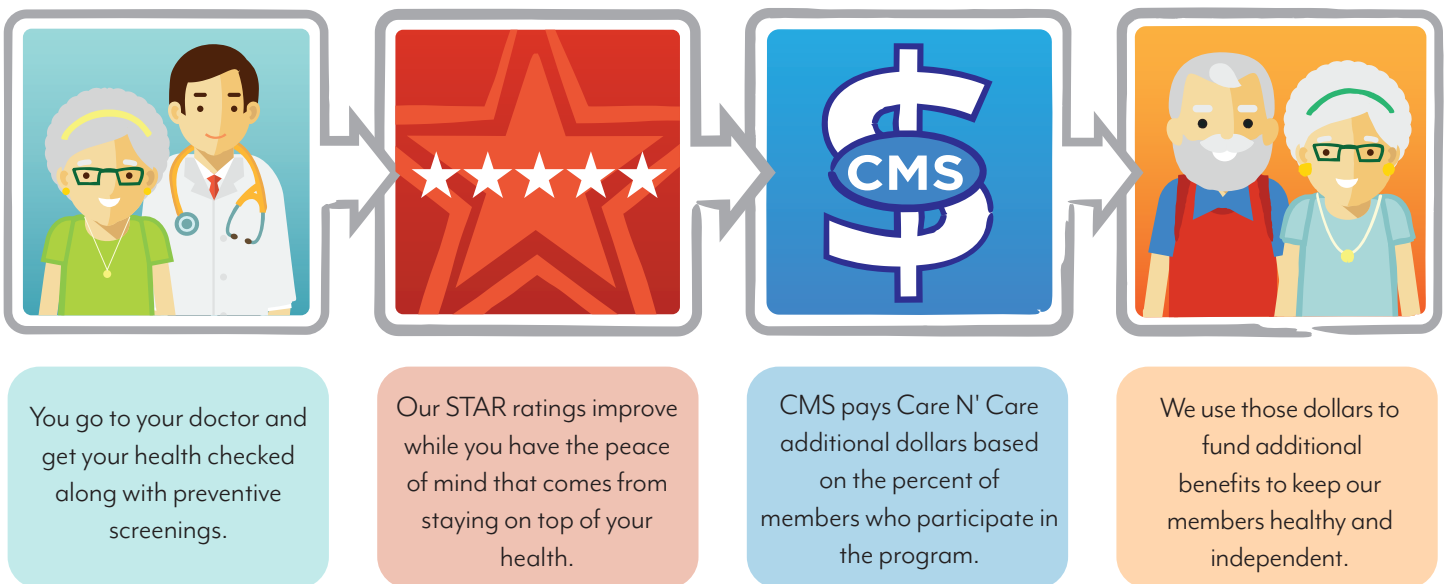 CMS
You go to your doctor and
get your health checked
along with preventive
screenings.
Our STAR ratings improve
while you have the peace
of mind that comes from
staying on top of your
health.
CMS pays Care N' Care
additional dollars based
on the percent of
members who participate in
the program.
We use those dollars to
fund additional
benefits to keep our
members healthy and
independent.